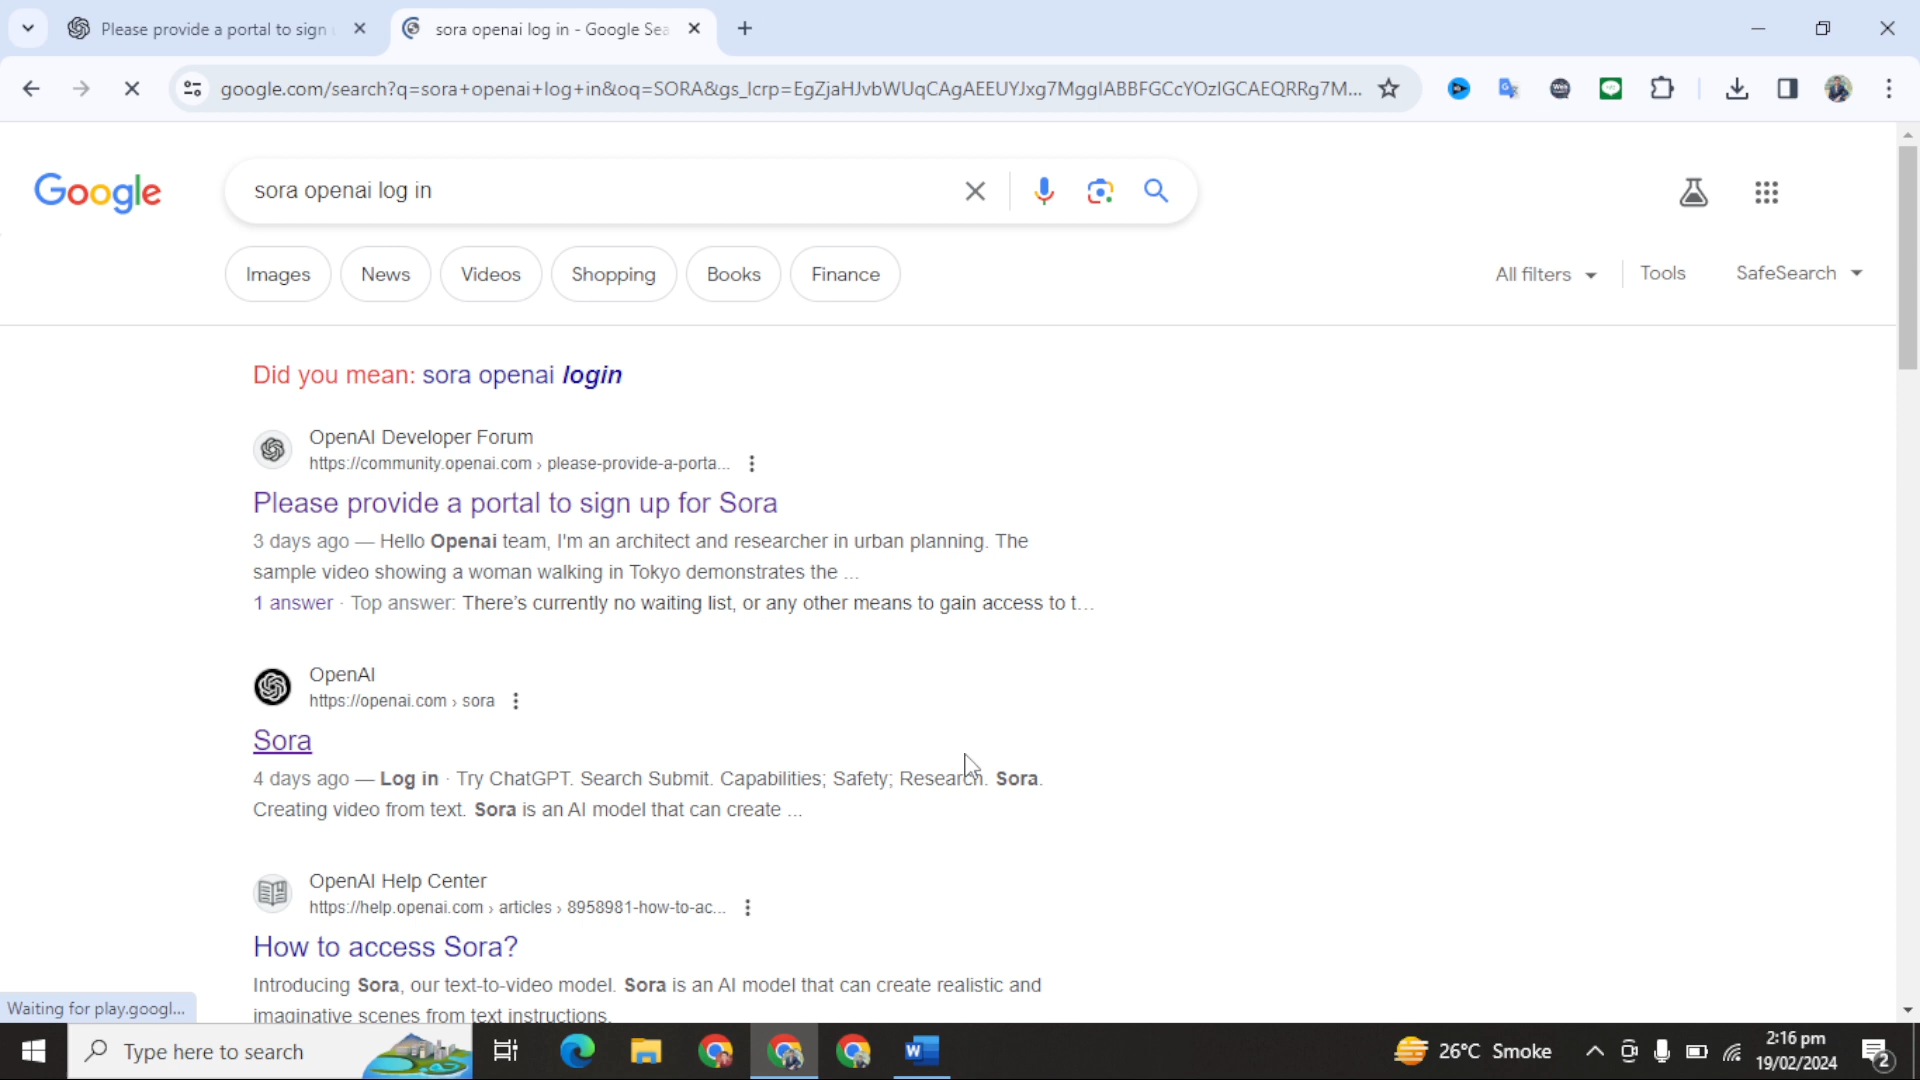 Please provide a portal to sign
sora openai log in - Google Sea
google.com/search?q=sora+openai+log+in&oq=SORA&gs_lcrp=EgZjaHJvbWUqCAgAEEUYJxg7MggIABBFGCcYOzIGCAEQRRg7M...
Google
sora openai log in
Images
News
Videos
Shopping
Books
Finance
All filters
Tools
SafeSearch
Did you mean: sora openai login
OpenAI Developer Forum
https://community.openai.com › please-provide-a-porta...
Please provide a portal to sign up for Sora
3 days ago — Hello Openai team, I'm an architect and researcher in urban planning. The
sample video showing a woman walking in Tokyo demonstrates the ...
1 answer · Top answer: There's currently no waiting list, or any other means to gain access to t...
OpenAI
https://openai.com › sora
Sora
4 days ago — Log in · Try ChatGPT. Search Submit. Capabilities; Safety; Research. Sora.
Creating video from text. Sora is an AI model that can create ...
OpenAI Help Center
https://help.openai.com › articles › 8958981-how-to-ac...
How to access Sora?
Introducing Sora, our text-to-video model. Sora is an AI model that can create realistic and
imaginative scenes from text instructions.
Waiting for play.googl...
Type here to search
26°C Smoke
2:16 pm
19/02/2024
2